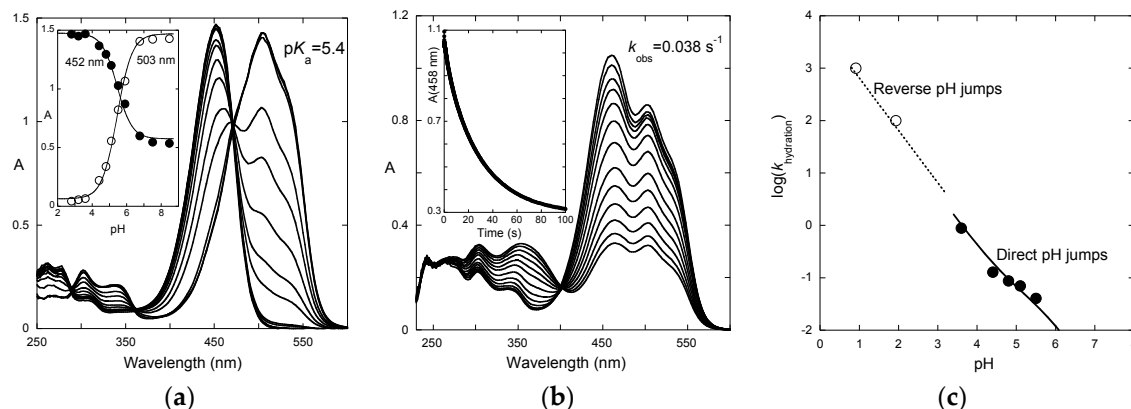 1.5
1
0.5
0
A
250
350
450
550
Wavelength (nm)
pKa=5.4
1.5
1
A
0.5
0
2
4
6
8
pH
452 nm
503 nm
(a)
1.2
0.8
A
0.4
0
250
350
450
550
Wavelength (nm)
kobs=0.038 s-1
1.1
0.7
0.3
A(458 nm)
0
20
40
60
80
100
Time (s)
(b)
4
3
2
1
0
-1
-2
log(khydration)
0
1
2
3
4
5
6
7
8
pH
Reverse pH jumps
Direct pH jumps
(c)